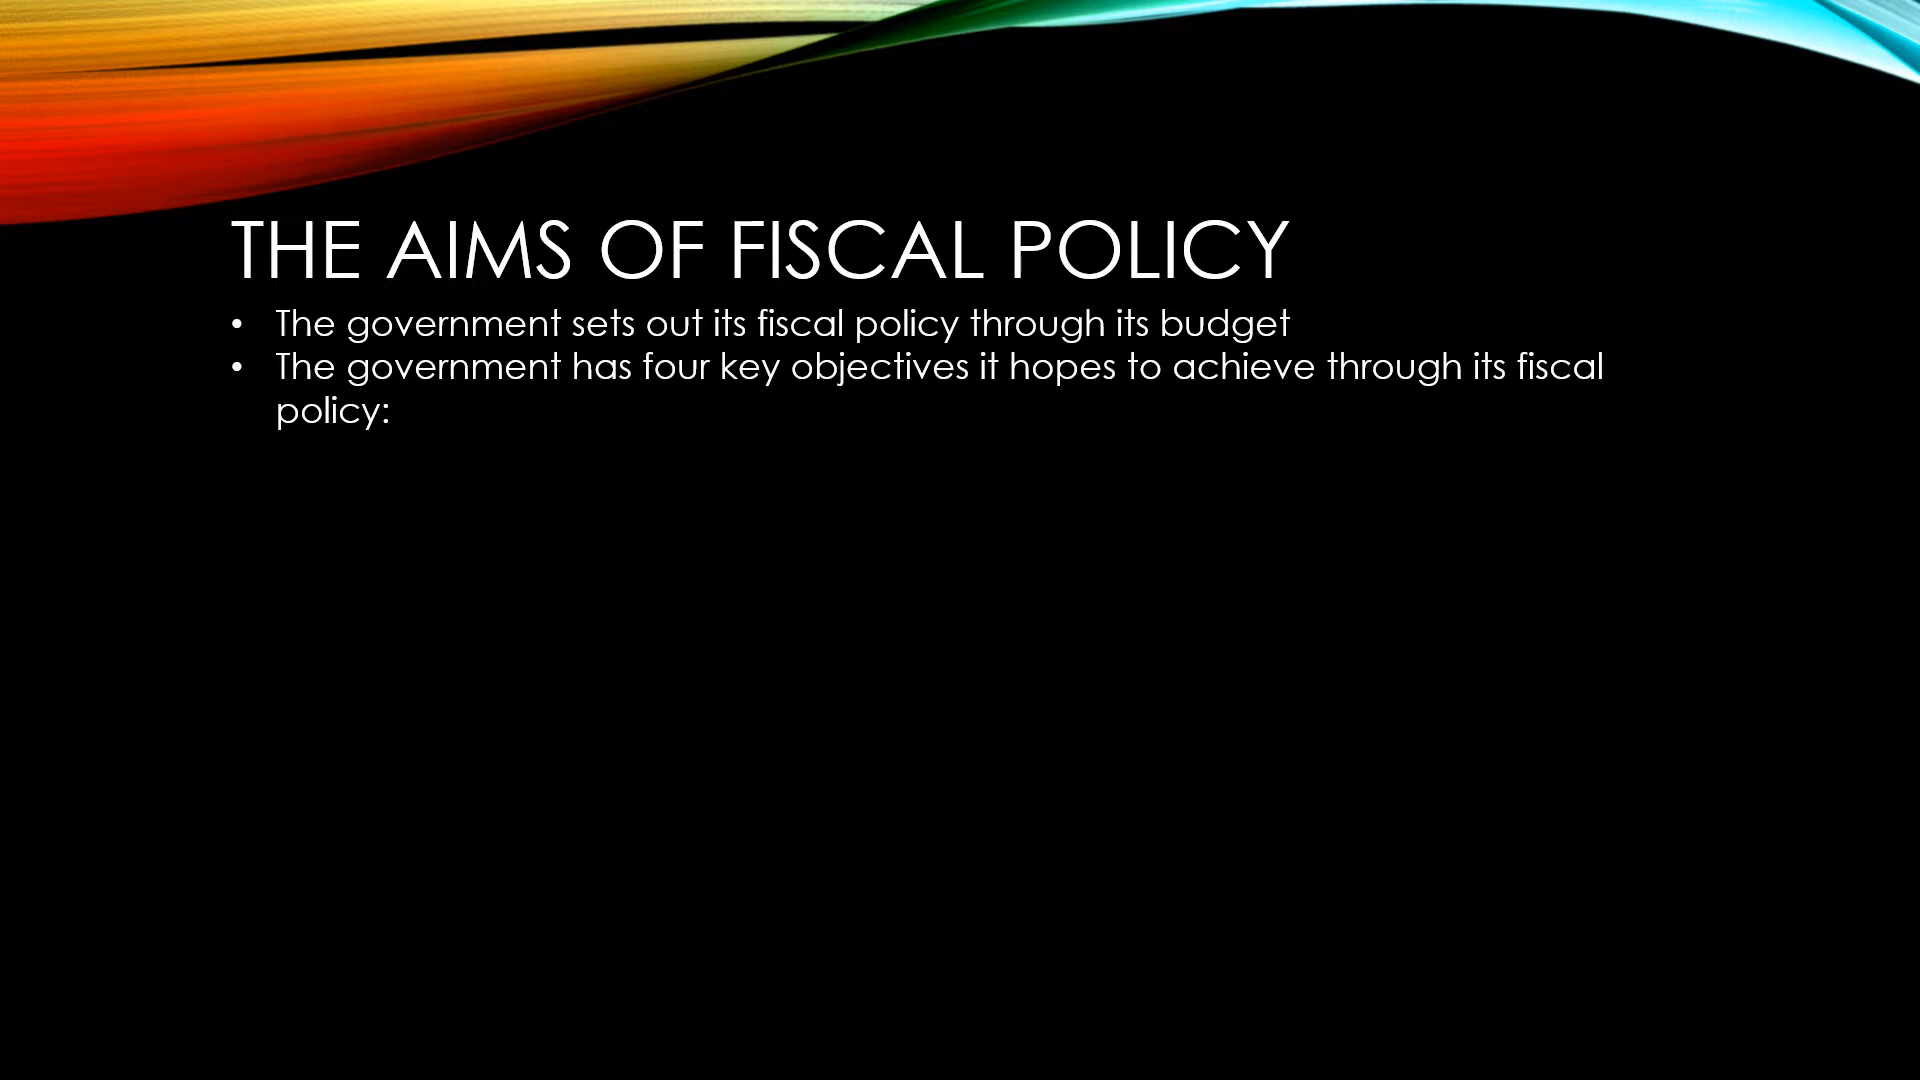 THE AIMS OF FISCAL POLICY
• The government sets out its fiscal policy through its budget
• The government has four key objectives it hopes to achieve through its fiscal
policy: